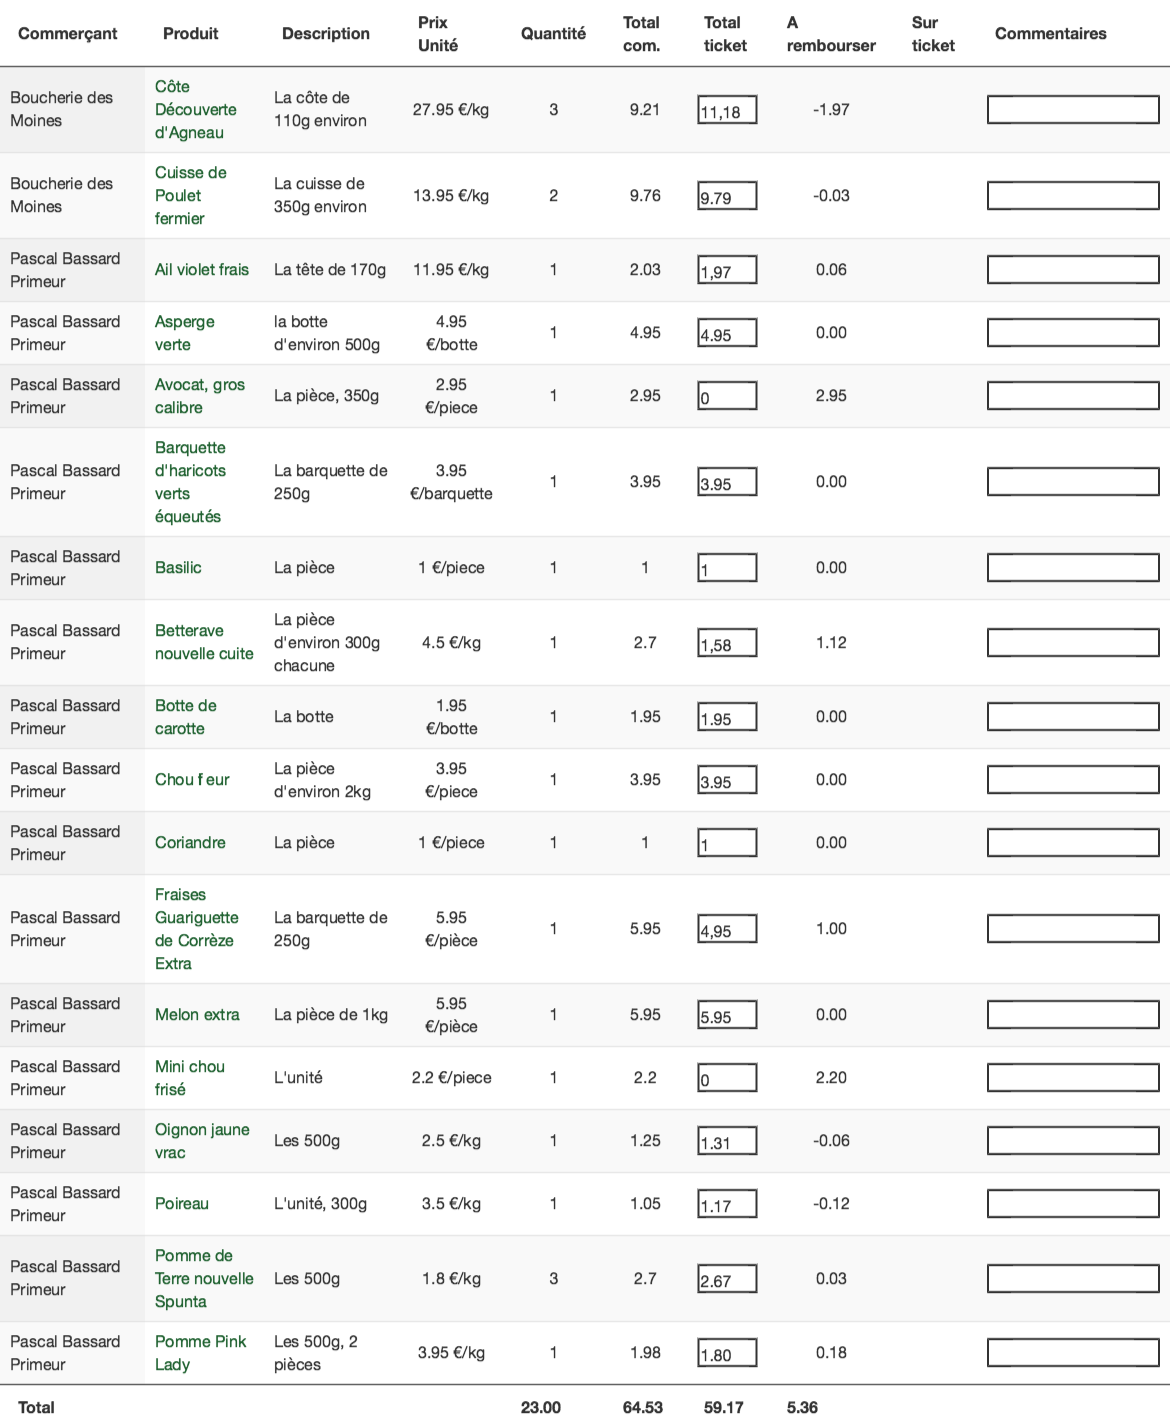 Commerçant Produit Description Prix Unité Quantité Total com. Total ticket A rembourser Sur ticket Commentaires
Boucherie des Moines Côte Découverte d'Agneau La côte de 110g environ 27.95 €/kg 3 9.21 11,18 -1.97
Boucherie des Moines Cuisse de Poulet fermier La cuisse de 350g environ 13.95 €/kg 2 9.76 9.79 -0.03
Pascal Bassard Primeur Ail violet frais La tête de 170g 11.95 €/kg 1 2.03 1,97 0.06
Pascal Bassard Primeur Asperge verte la botte d'environ 500g 4.95 €/botte 1 4.95 4.95 0.00
Pascal Bassard Primeur Avocat, gros calibre La pièce, 350g 2.95 €/piece 1 2.95 0 2.95
Pascal Bassard Primeur Barquette d'haricots verts équeutés La barquette de 250g 3.95 €/barquette 1 3.95 3.95 0.00
Pascal Bassard Primeur Basilic La pièce 1 €/piece 1 1 1 0.00
Pascal Bassard Primeur Betterave nouvelle cuite La pièce d'environ 300g chacune 4.5 €/kg 1 2.7 1,58 1.12
Pascal Bassard Primeur Botte de carotte La botte 1.95 €/botte 1 1.95 1.95 0.00
Pascal Bassard Primeur Chou f eur La pièce d'environ 2kg 3.95 €/piece 1 3.95 3.95 0.00
Pascal Bassard Primeur Coriandre La pièce 1 €/piece 1 1 1 0.00
Pascal Bassard Primeur Fraises Guariguette de Corrèze Extra La barquette de 250g 5.95 €/pièce 1 5.95 4,95 1.00
Pascal Bassard Primeur Melon extra La pièce de 1kg 5.95 €/pièce 1 5.95 5.95 0.00
Pascal Bassard Primeur Mini chou frisé L'unité 2.2 €/piece 1 2.2 0 2.20
Pascal Bassard Primeur Oignon jaune vrac Les 500g 2.5 €/kg 1 1.25 1.31 -0.06
Pascal Bassard Primeur Poireau L'unité, 300g 3.5 €/kg 1 1.05 1.17 -0.12
Pascal Bassard Primeur Pomme de Terre nouvelle Spunta Les 500g 1.8 €/kg 3 2.7 2.67 0.03
Pascal Bassard Primeur Pomme Pink Lady Les 500g, 2 pièces 3.95 €/kg 1 1.98 1.80 0.18
Total 23.00 64.53 59.17 5.36